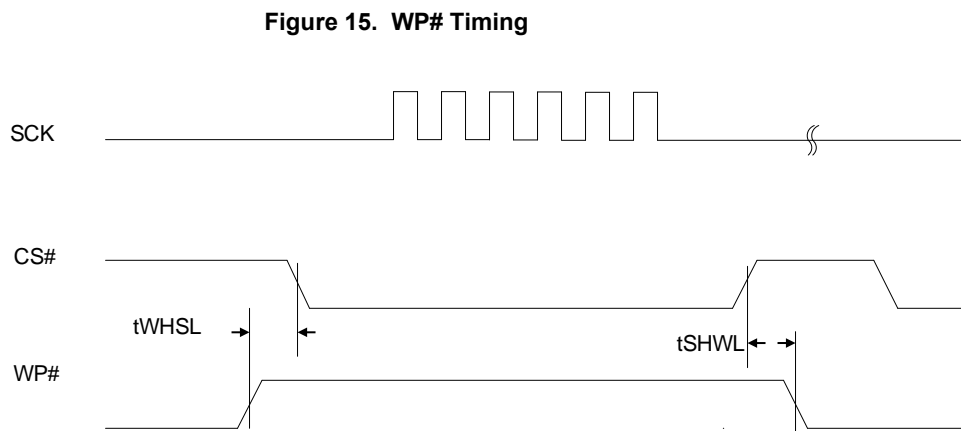 Figure 15. WP# Timing
SCK
CS#
tWHSL
tSHWL
WP#